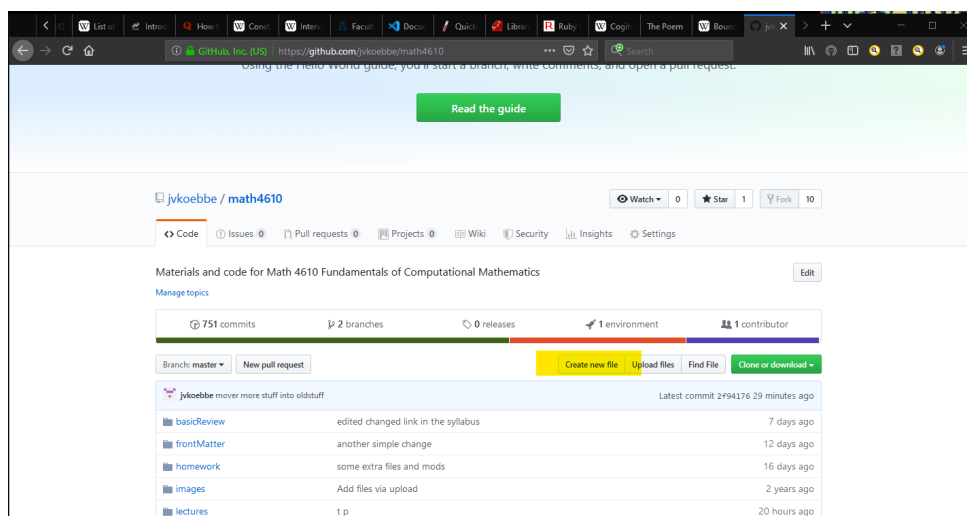 List of
Introd
How t
Const
Interv
Facult
Docum
Quick
Librar
Ruby
Cogit
The Poem
Bounc
jvk
GitHub, Inc. (US) https://github.com/jvkoebbe/math4610 Search
Using the Hello World guide, you'll start a branch, write comments, and open a pull request.
Read the guide
jvkoebbe / math4610 Watch 0 Star 1 Fork 10
Code Issues 0 Pull requests 0 Projects 0 Wiki Security Insights Settings
Materials and code for Math 4610 Fundamentals of Computational Mathematics Edit
Manage topics
751 commits 2 branches 0 releases 1 environment 1 contributor
Branch: master New pull request Create new file Upload files Find File Clone or download
jvkoebbe mover more stuff into oldstuff Latest commit 2f94176 29 minutes ago
basicReview edited changed link in the syllabus 7 days ago
frontMatter another simple change 12 days ago
homework some extra files and mods 16 days ago
images Add files via upload 2 years ago
lectures t p 20 hours ago